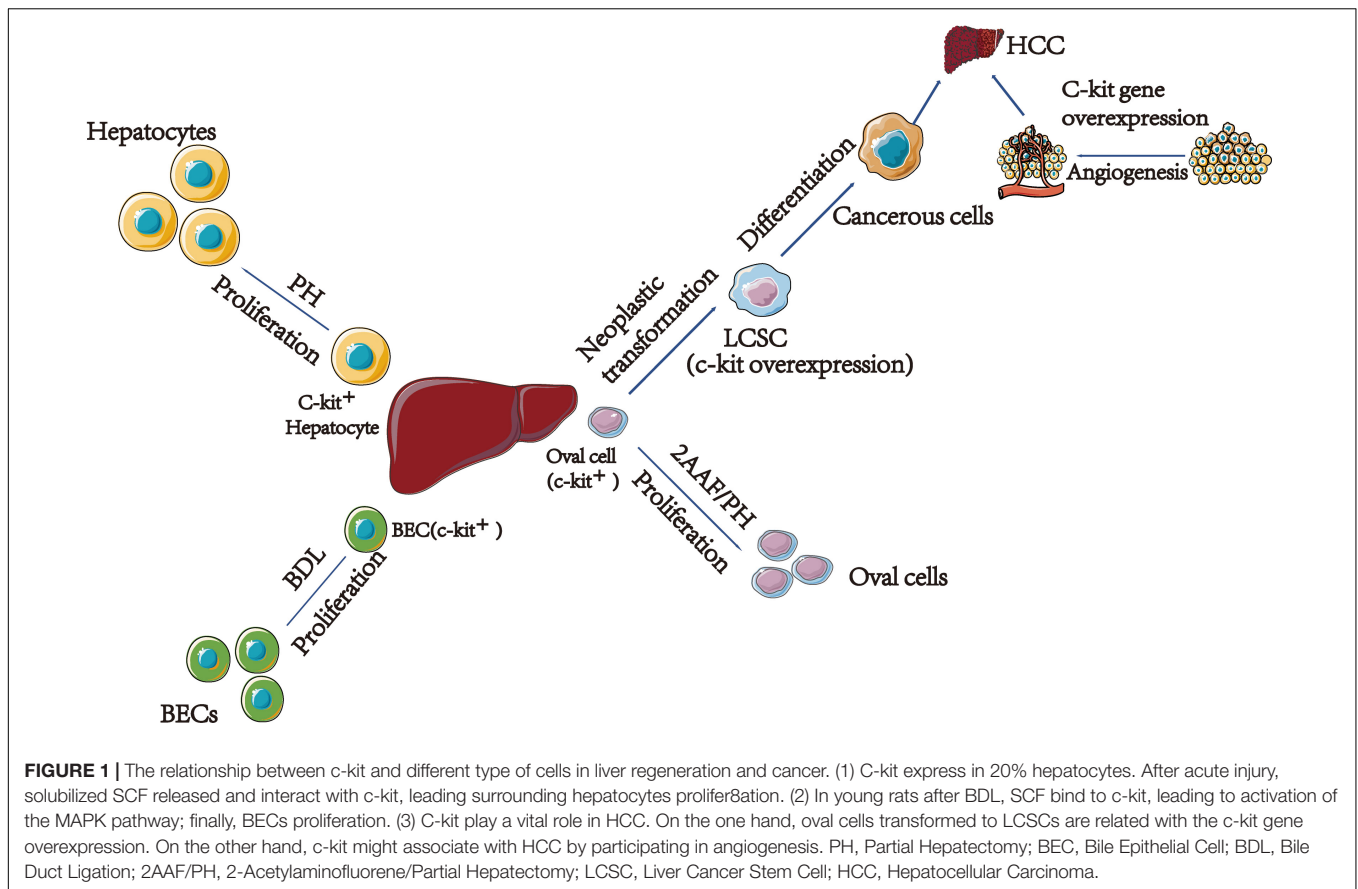 HCC
C-kit gene
overexpression
Angiogenesis
Hepatocytes
Differentiation
Cancerous cells
PH
Proliferation
Neoplastic
transformation
LCSC
(c-kit overexpression)
C-kit+
Hepatocyte
Oval cell
(c-kit+ )
2AAF/PH
Proliferation
Oval cells
BEC(c-kit+ )
BDL
Proliferation
BECs
FIGURE 1 | The relationship between c-kit and different type of cells in liver regeneration and cancer. (1) C-kit express in 20% hepatocytes. After acute injury,
solubilized SCF released and interact with c-kit, leading surrounding hepatocytes prolifer8ation. (2) In young rats after BDL, SCF bind to c-kit, leading to activation of
the MAPK pathway; finally, BECs proliferation. (3) C-kit play a vital role in HCC. On the one hand, oval cells transformed to LCSCs are related with the c-kit gene
overexpression. On the other hand, c-kit might associate with HCC by participating in angiogenesis. PH, Partial Hepatectomy; BEC, Bile Epithelial Cell; BDL, Bile
Duct Ligation; 2AAF/PH, 2-Acetylaminofluorene/Partial Hepatectomy; LCSC, Liver Cancer Stem Cell; HCC, Hepatocellular Carcinoma.